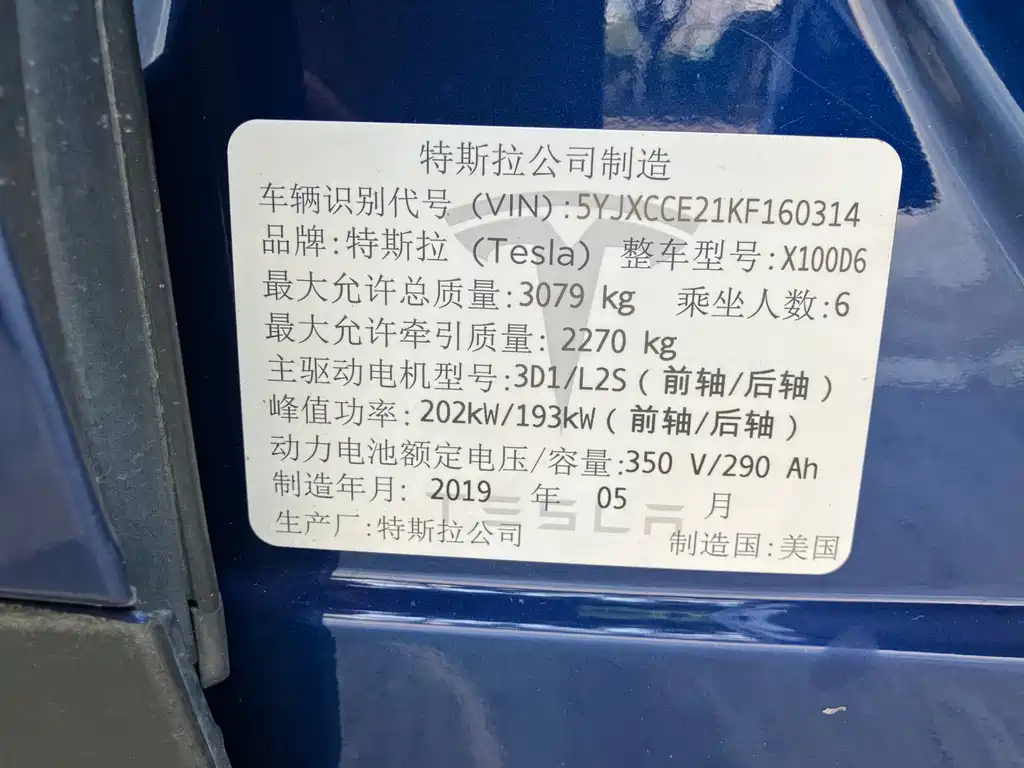 特斯拉公司制造
车辆识别代号 (VIN):5YJXCCE21KF160314
品牌:特斯拉 (Tesla) 整车型号:X100D6
最大允许总质量:3079 kg 乘坐人数:6
最大允许牵引质量: 2270 kg
主驱动电机型号:3D1/L2S ( 前轴/后轴 )
峰值功率: 202kW/193kW ( 前轴/后轴 )
动力电池额定电压/容量:350 V/290 Ah
制造年月: 2019 年 05 月
TESLA
生产厂:特斯拉公司 制造国:美国